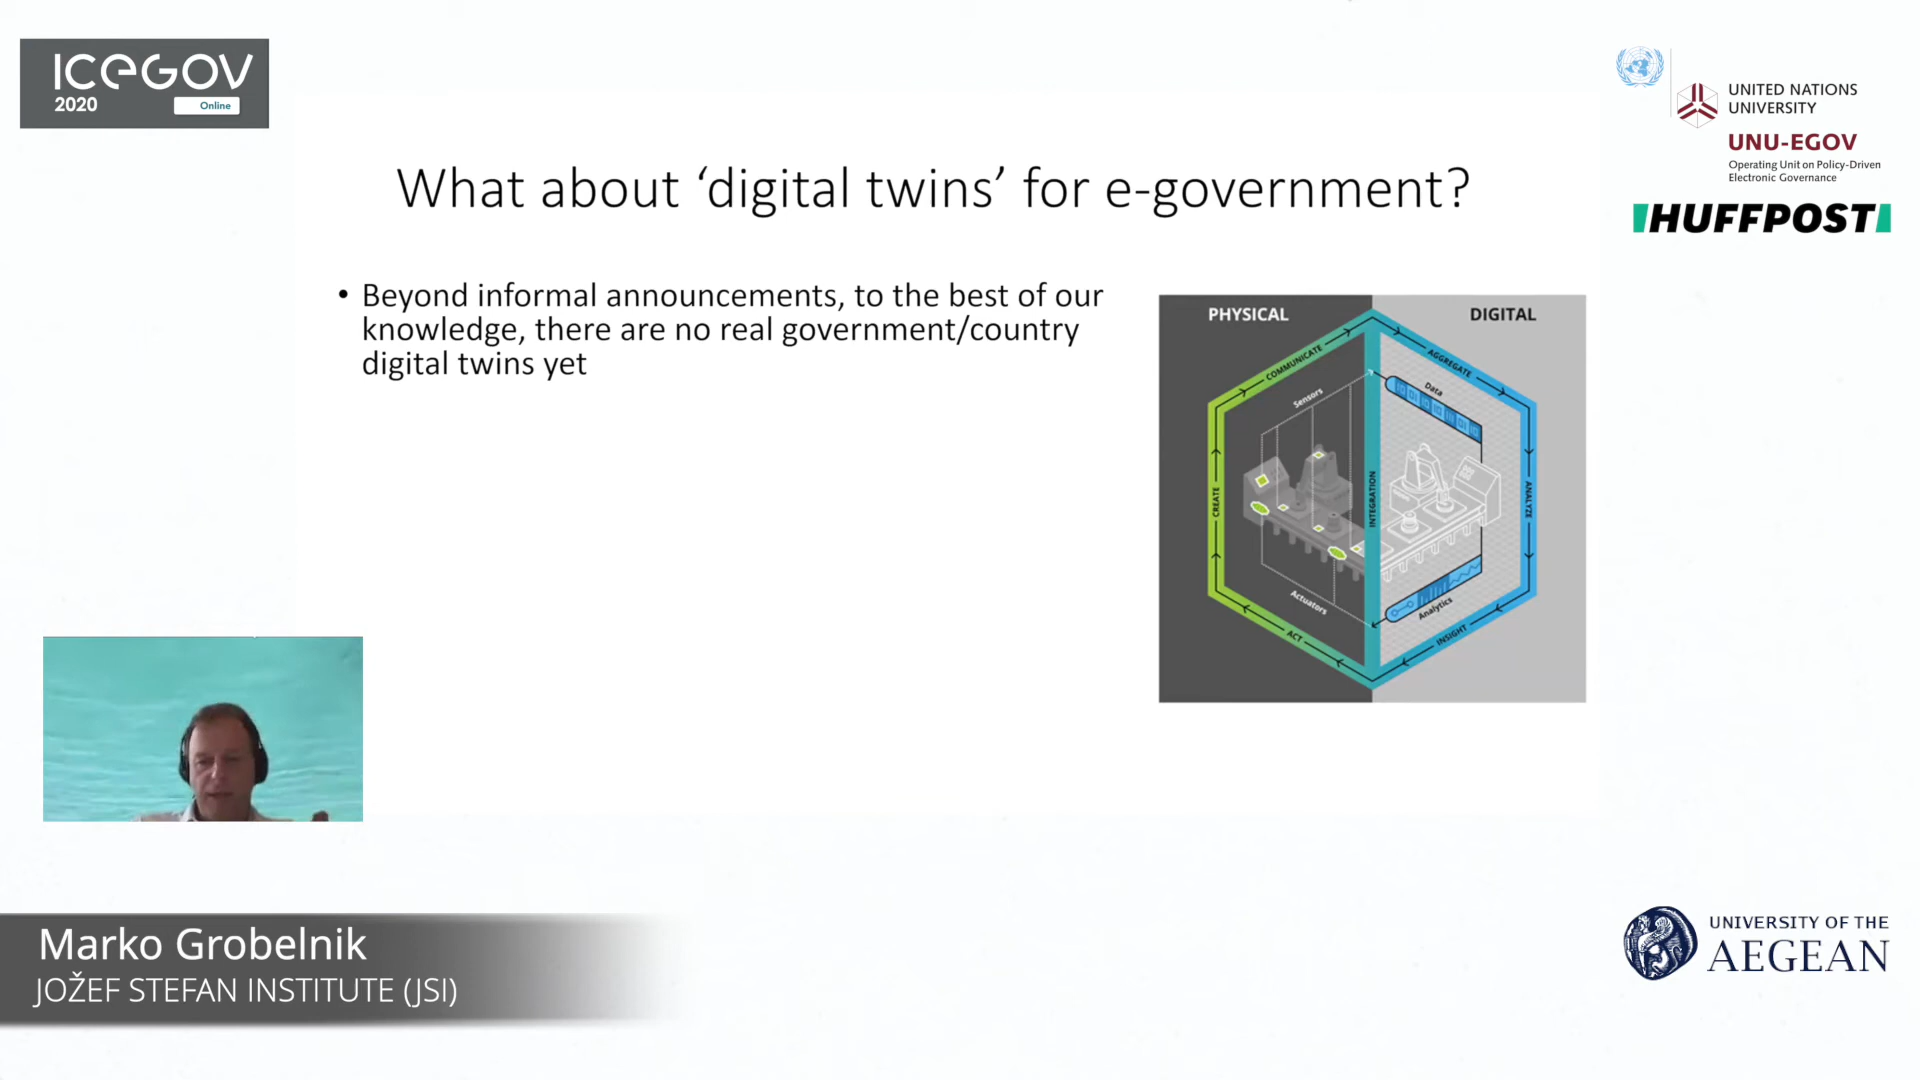 ICEGOV
2020
Online
UNITED NATIONS
UNIVERSITY
UNU-EGOV
Operating Unit on Policy-Driven
Electronic Governance
HUFFPOST
What about ‘digital twins’ for e-government?
• Beyond informal announcements, to the best of our
knowledge, there are no real government/country
digital twins yet
PHYSICAL
DIGITAL
COMMUNICATE
AGGREGATE
Data
Sensors
CREATE
INTEGRATION
ANALYZE
Actuators
Analytics
ACT
INSIGHT
Marko Grobelnik
JOŽEF STEFAN INSTITUTE (JSI)
UNIVERSITY OF THE
AEGEAN